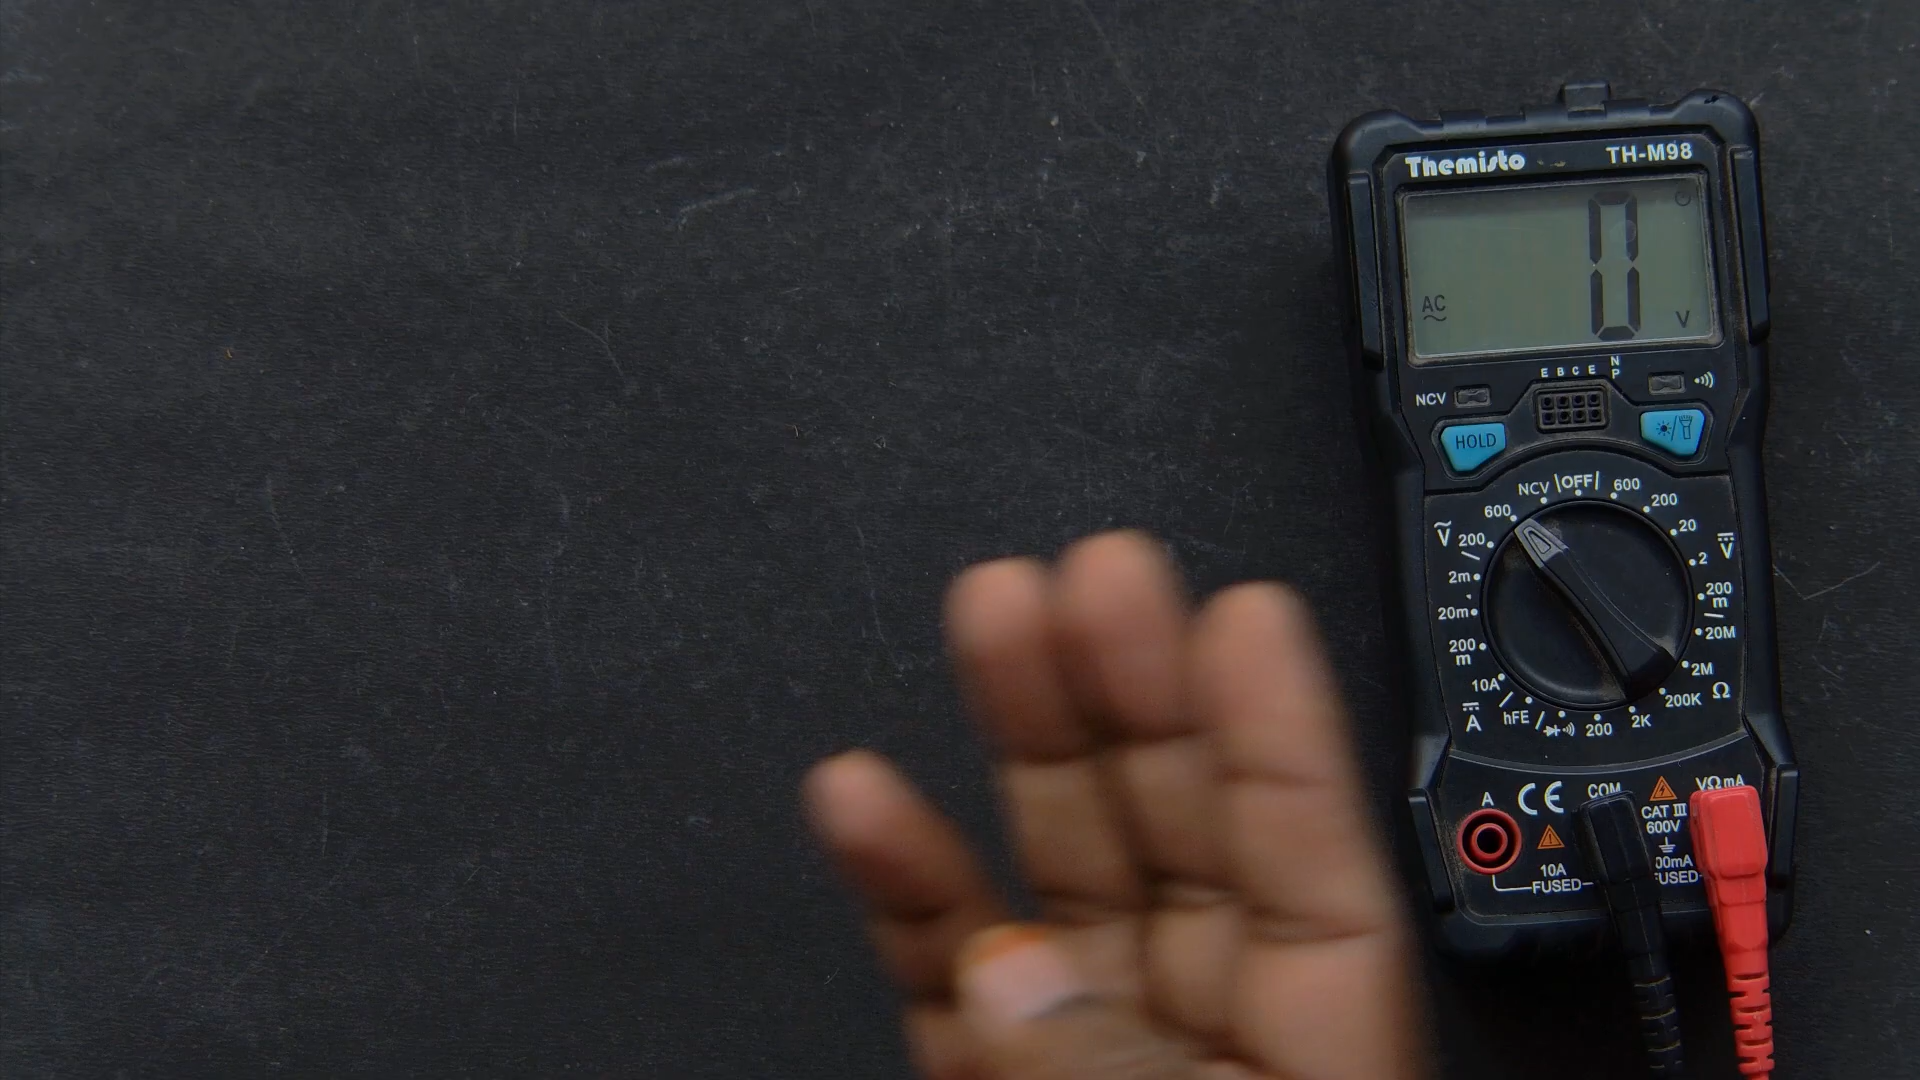 Themisto TH-M98
0
AC
V
E B C E N
P
NCV
HOLD
NCV OFF 600
600 200
V 200 20 V
2m 2
20m 200
m
200
m 20M
10A 2M
A hFE 200 2K 200K Ω
A CE COM VΩmA
CAT III
600V
10A 00mA
FUSED FUSED